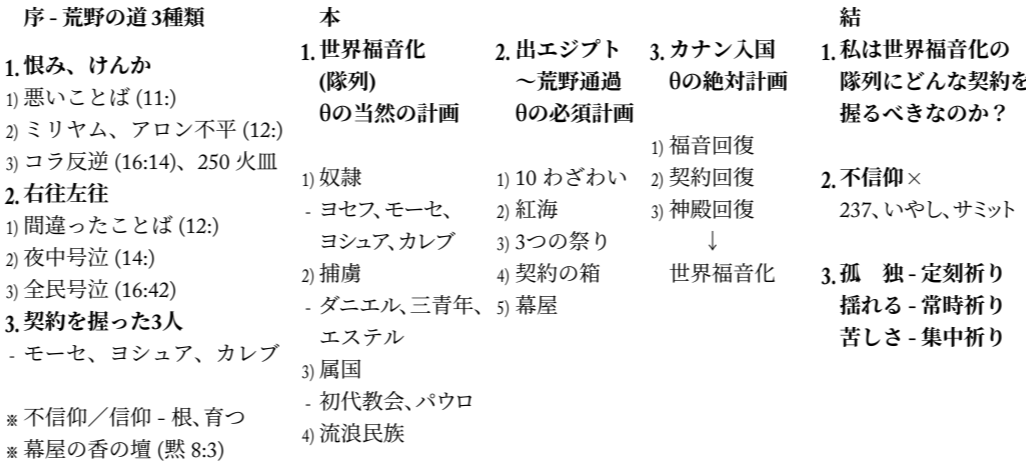 序 - 荒野の道 3種類
1. 恨み、けんか
1) 悪いことば (11:)
2) ミリヤム、アロン不平 (12:)
3) コラ反逆 (16:14)、250 火皿
2. 右往左往
1) 間違ったことば (12:)
2) 夜中号泣 (14:)
3) 全民号泣 (16:42)
3. 契約を握った3人
- モーセ、ヨシュア、カレブ
※ 不信仰／信仰 - 根、育つ
※ 幕屋の香の壇 (黙 8:3)
本
1. 世界福音化
(隊列)
θの当然の計画
1) 奴隷
- ヨセフ、モーセ、
ヨシュア、カレブ
2) 捕虜
- ダニエル、三青年、
エステル
3) 属国
- 初代教会、パウロ
4) 流浪民族
2. 出エジプト
～荒野通過
θの必須計画
1) 10 わざわい
2) 紅海
3) 3つの祭り
4) 契約の箱
5) 幕屋
3. カナン入国
θの絶対計画
1) 福音回復
2) 契約回復
3) 神殿回復
↓
世界福音化
結
1. 私は世界福音化の
隊列にどんな契約を
握るべきなのか？
2. 不信仰×
237、いやし、サミット
3. 孤　独 - 定刻祈り
揺れる - 常時祈り
苦しさ - 集中祈り